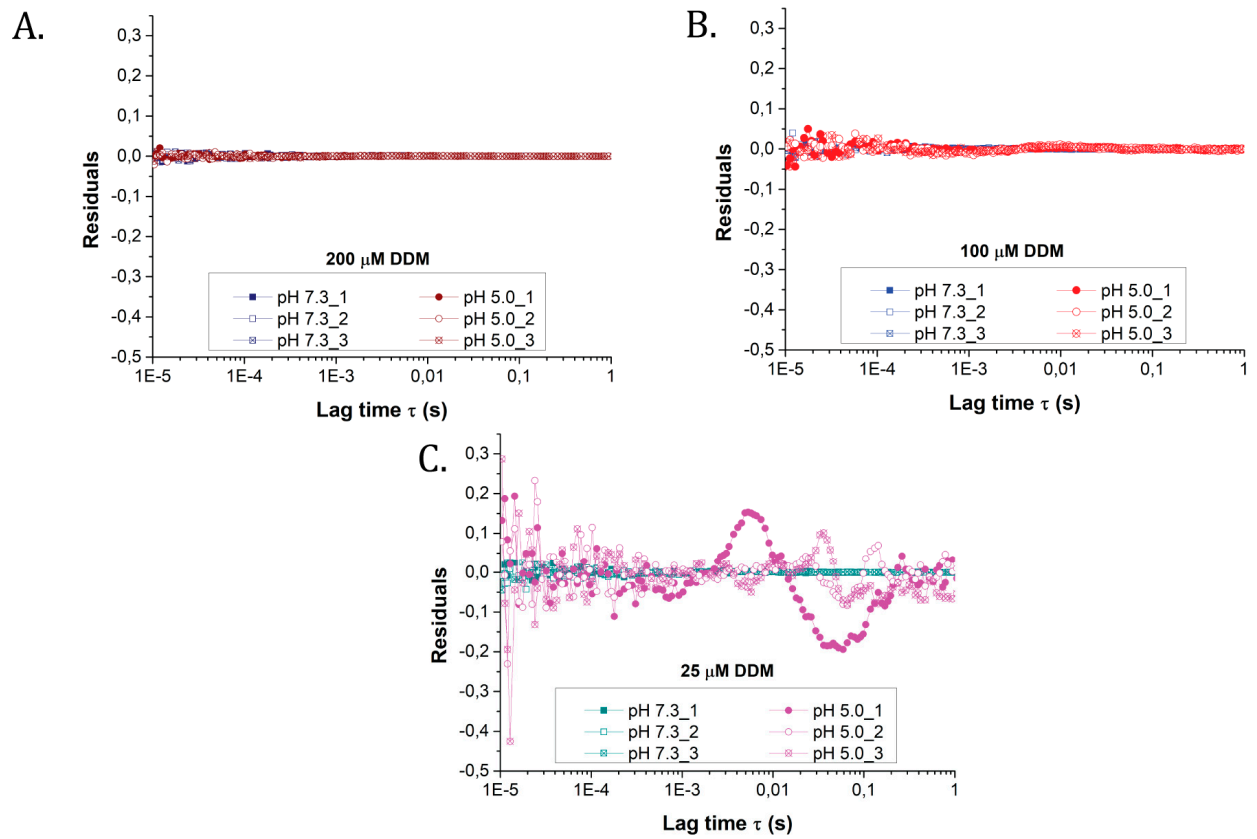 A.
0,3
0,2
0,1
0,0
-0,1
-0,2
-0,3
-0,4
-0,5
Residuals
200 μM DDM
pH 7.3_1 pH 5.0_1
pH 7.3_2 pH 5.0_2
pH 7.3_3 pH 5.0_3
1E-5 1E-4 1E-3 0,01 0,1 1
Lag time τ (s)
B.
0,3
0,2
0,1
0,0
-0,1
-0,2
-0,3
-0,4
-0,5
Residuals
100 μM DDM
pH 7.3_1 pH 5.0_1
pH 7.3_2 pH 5.0_2
pH 7.3_3 pH 5.0_3
1E-5 1E-4 1E-3 0,01 0,1 1
Lag time τ (s)
C.
0,3
0,2
0,1
0,0
-0,1
-0,2
-0,3
-0,4
-0,5
Residuals
25 μM DDM
pH 7.3_1 pH 5.0_1
pH 7.3_2 pH 5.0_2
pH 7.3_3 pH 5.0_3
1E-5 1E-4 1E-3 0,01 0,1 1
Lag time τ (s)